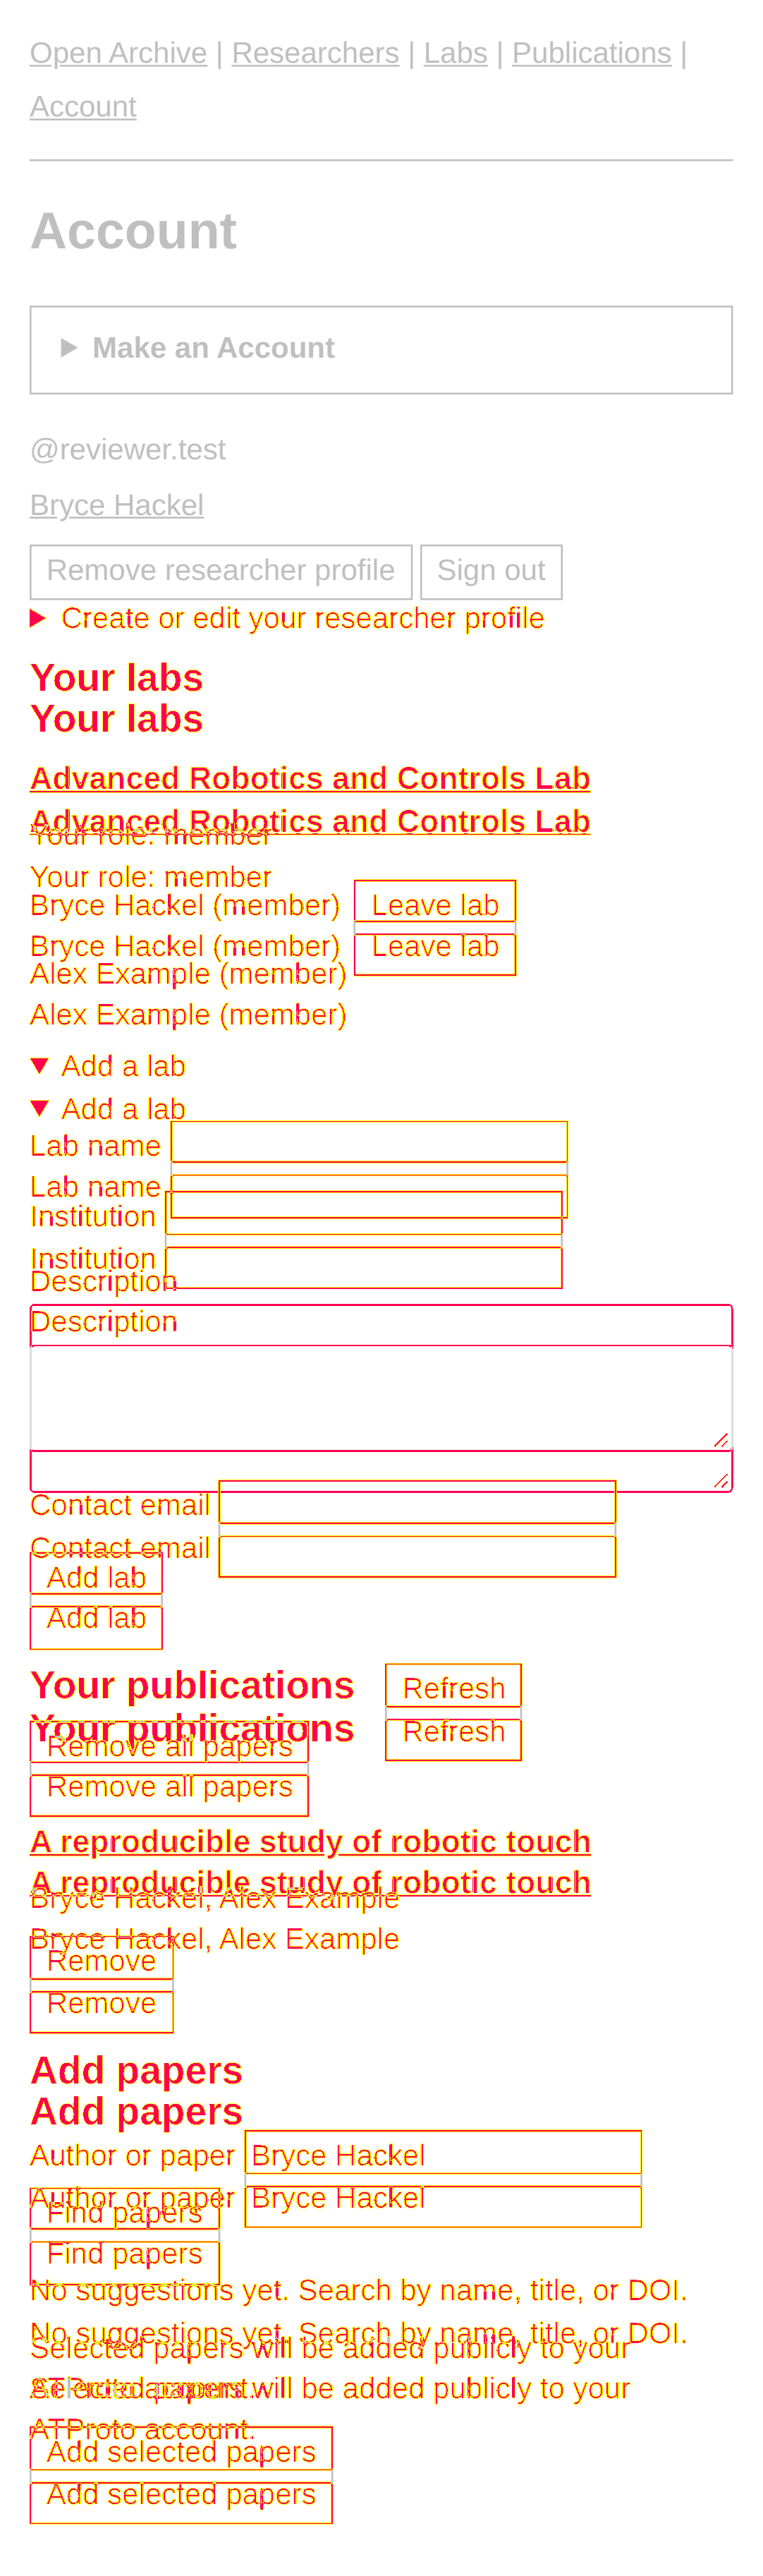 Open Archive | Researchers | Labs | Publications |
Account
Account
Make an Account
@reviewer.test
Bryce Hackel
Remove researcher profile Sign out
Create or edit your researcher profile
Your labs
Your labs
Advanced Robotics and Controls Lab
Advanced Robotics and Controls Lab
Your role: member
Your role: member
Bryce Hackel (member) Leave lab
Bryce Hackel (member) Leave lab
Alex Example (member)
Alex Example (member)
Add a lab
Add a lab
Lab name
Lab name
Institution
Institution
Description
Description
Contact email
Contact email
Add lab
Add lab
Your publications Refresh
Your publications Refresh
Remove all papers
Remove all papers
A reproducible study of robotic touch
A reproducible study of robotic touch
Bryce Hackel, Alex Example
Bryce Hackel, Alex Example
Remove
Remove
Add papers
Add papers
Author or paper Bryce Hackel
Author or paper Bryce Hackel
Find papers
Find papers
No suggestions yet. Search by name, title, or DOI.
No suggestions yet. Search by name, title, or DOI.
Selected papers will be added publicly to your
Selected papers will be added publicly to your
ATProto account.
ATProto account.
Add selected papers
Add selected papers